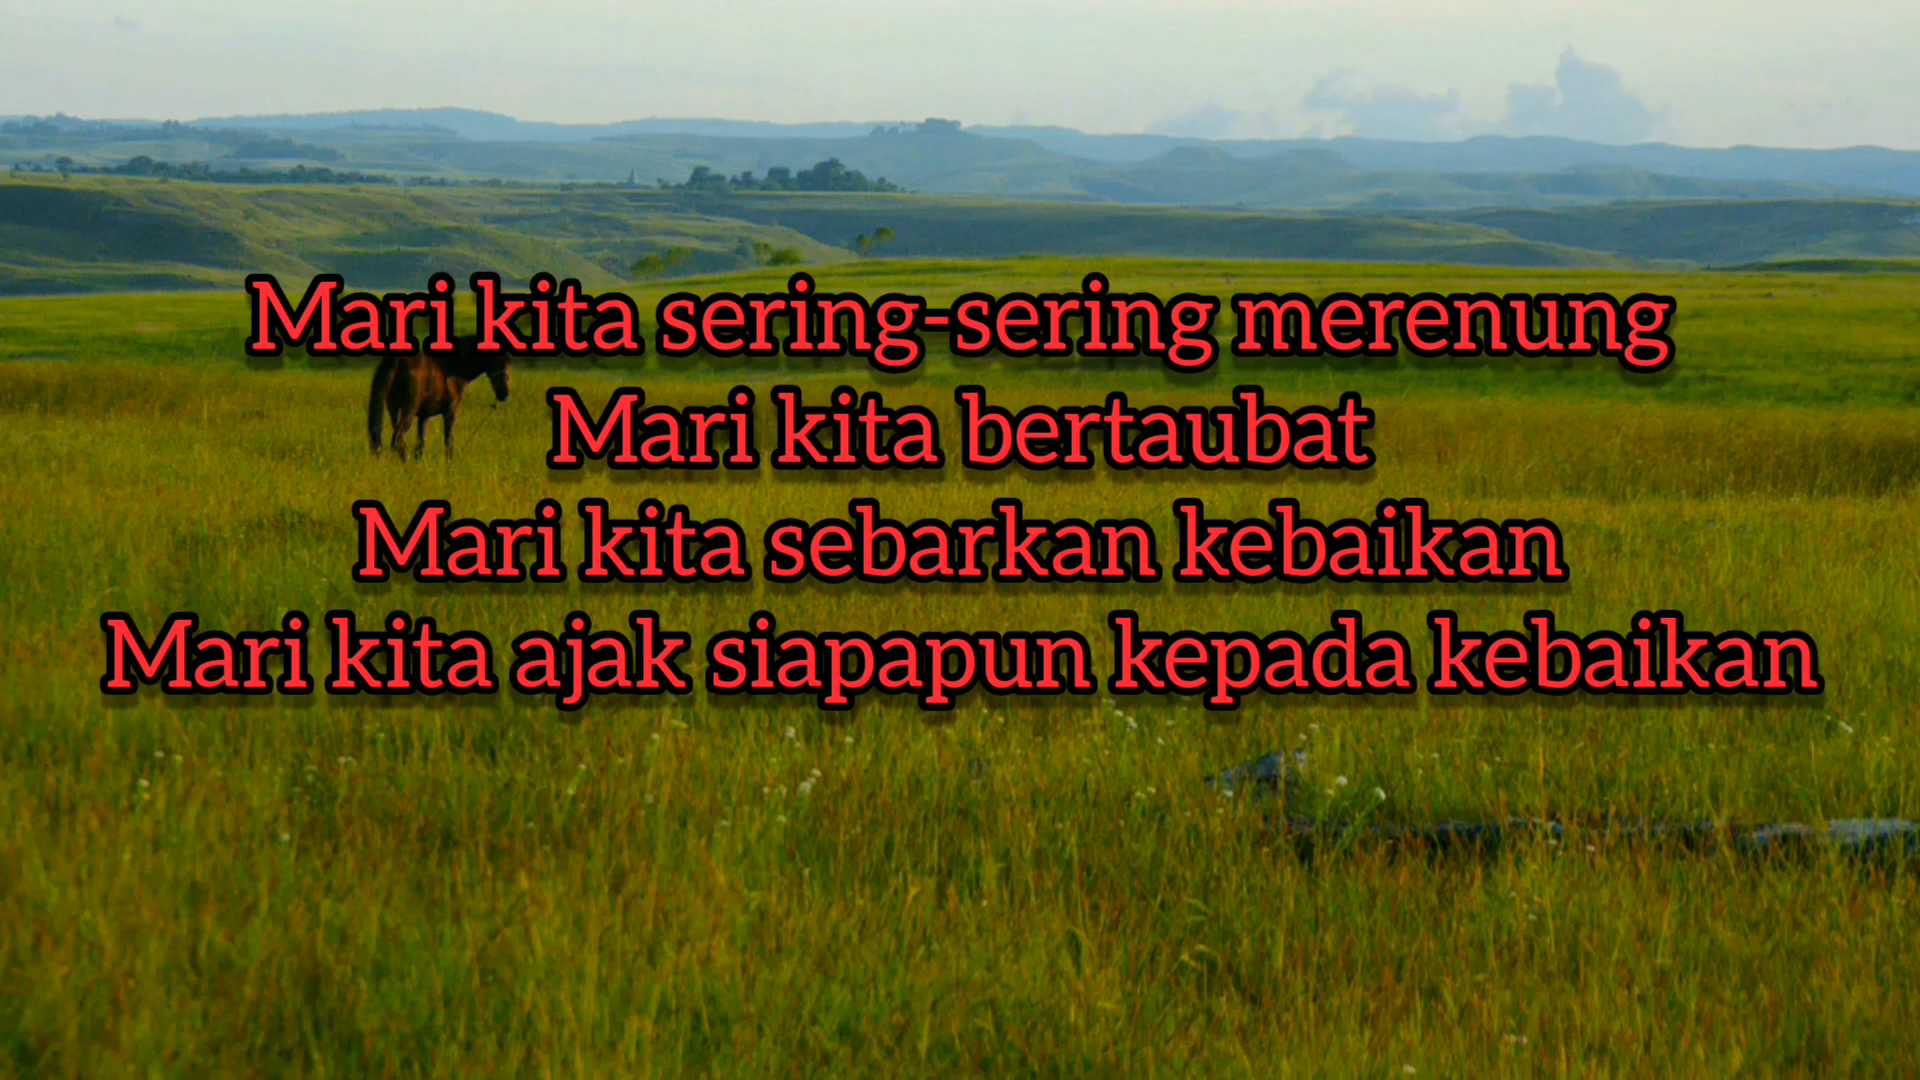 Mari kita sering-sering merenung
Mari kita bertaubat
Mari kita sebarkan kebaikan
Mari kita ajak siapapun kepada kebaikan